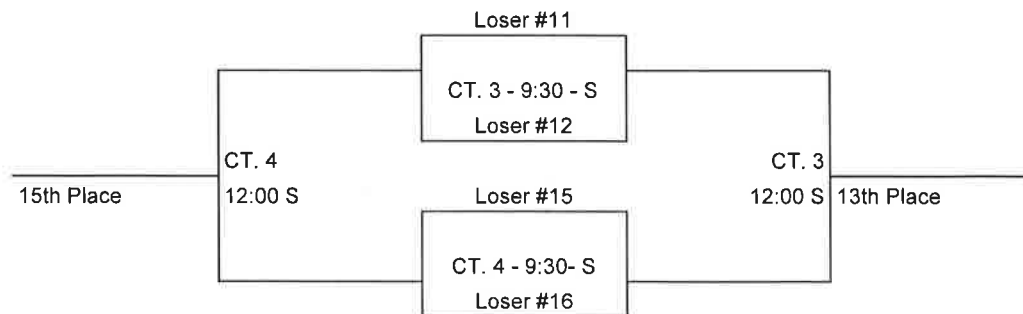 Loser #11
CT. 3 - 9:30 - S
Loser #12
CT. 4
CT. 3
15th Place
12:00 S
12:00 S
13th Place
Loser #15
CT. 4 - 9:30- S
Loser #16